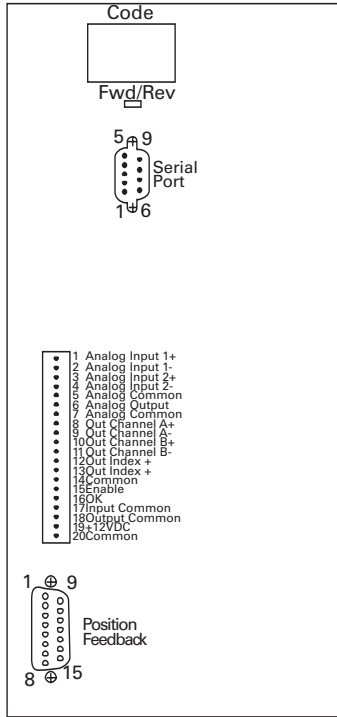 Code
Fwd/Rev
5 9
Serial
Port
1 6
1 Analog Input 1+
2 Analog Input 1-
3 Analog Input 2+
4 Analog Input 2-
5 Analog Common
6 Analog Output
7 Analog Common
8 Out Channel A+
9 Out Channel A-
10Out Channel B+
11Out Channel B-
12Out Index +
13Out Index +
14Common
15Enable
16OK
17Input Common
18Output Common
19+12VDC
20Common
1 9
Position
Feedback
8 15